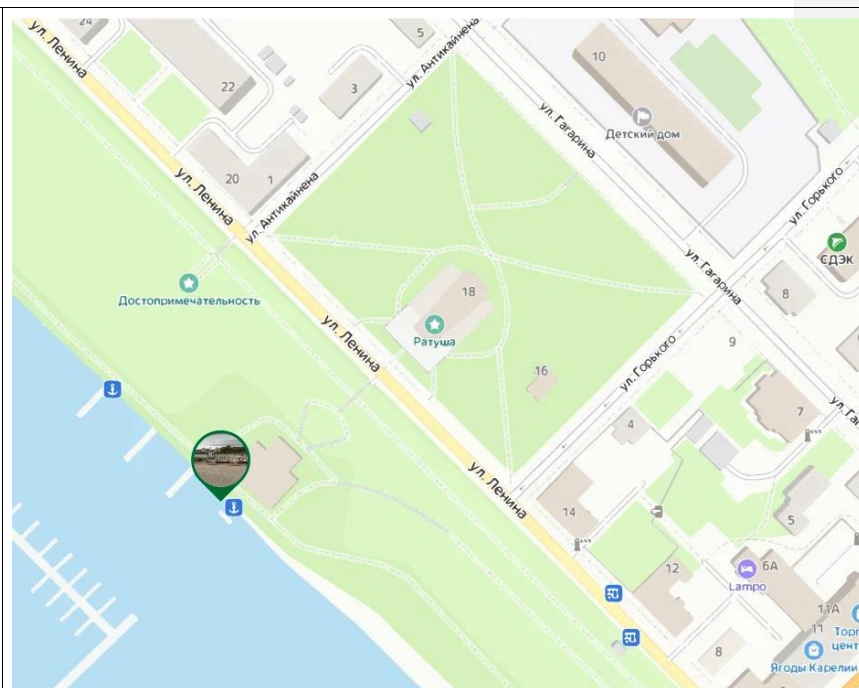 24
ул. Ленина
22
5
ул. Антикайнена
3
10
Детский дом
ул. Гагарина
20
1
ул. Ленина
ул. Антикайнена
ул. Горького
СДЭК
Достопримечательность
ул. Гагарина
18
8
Ратуша
ул. Ленина
9
16
ул. Горького
7
4
ул. Ленина
14
5
12
6А
Lampo
11А
11
Торг
цент
8
Ягоды Карелии